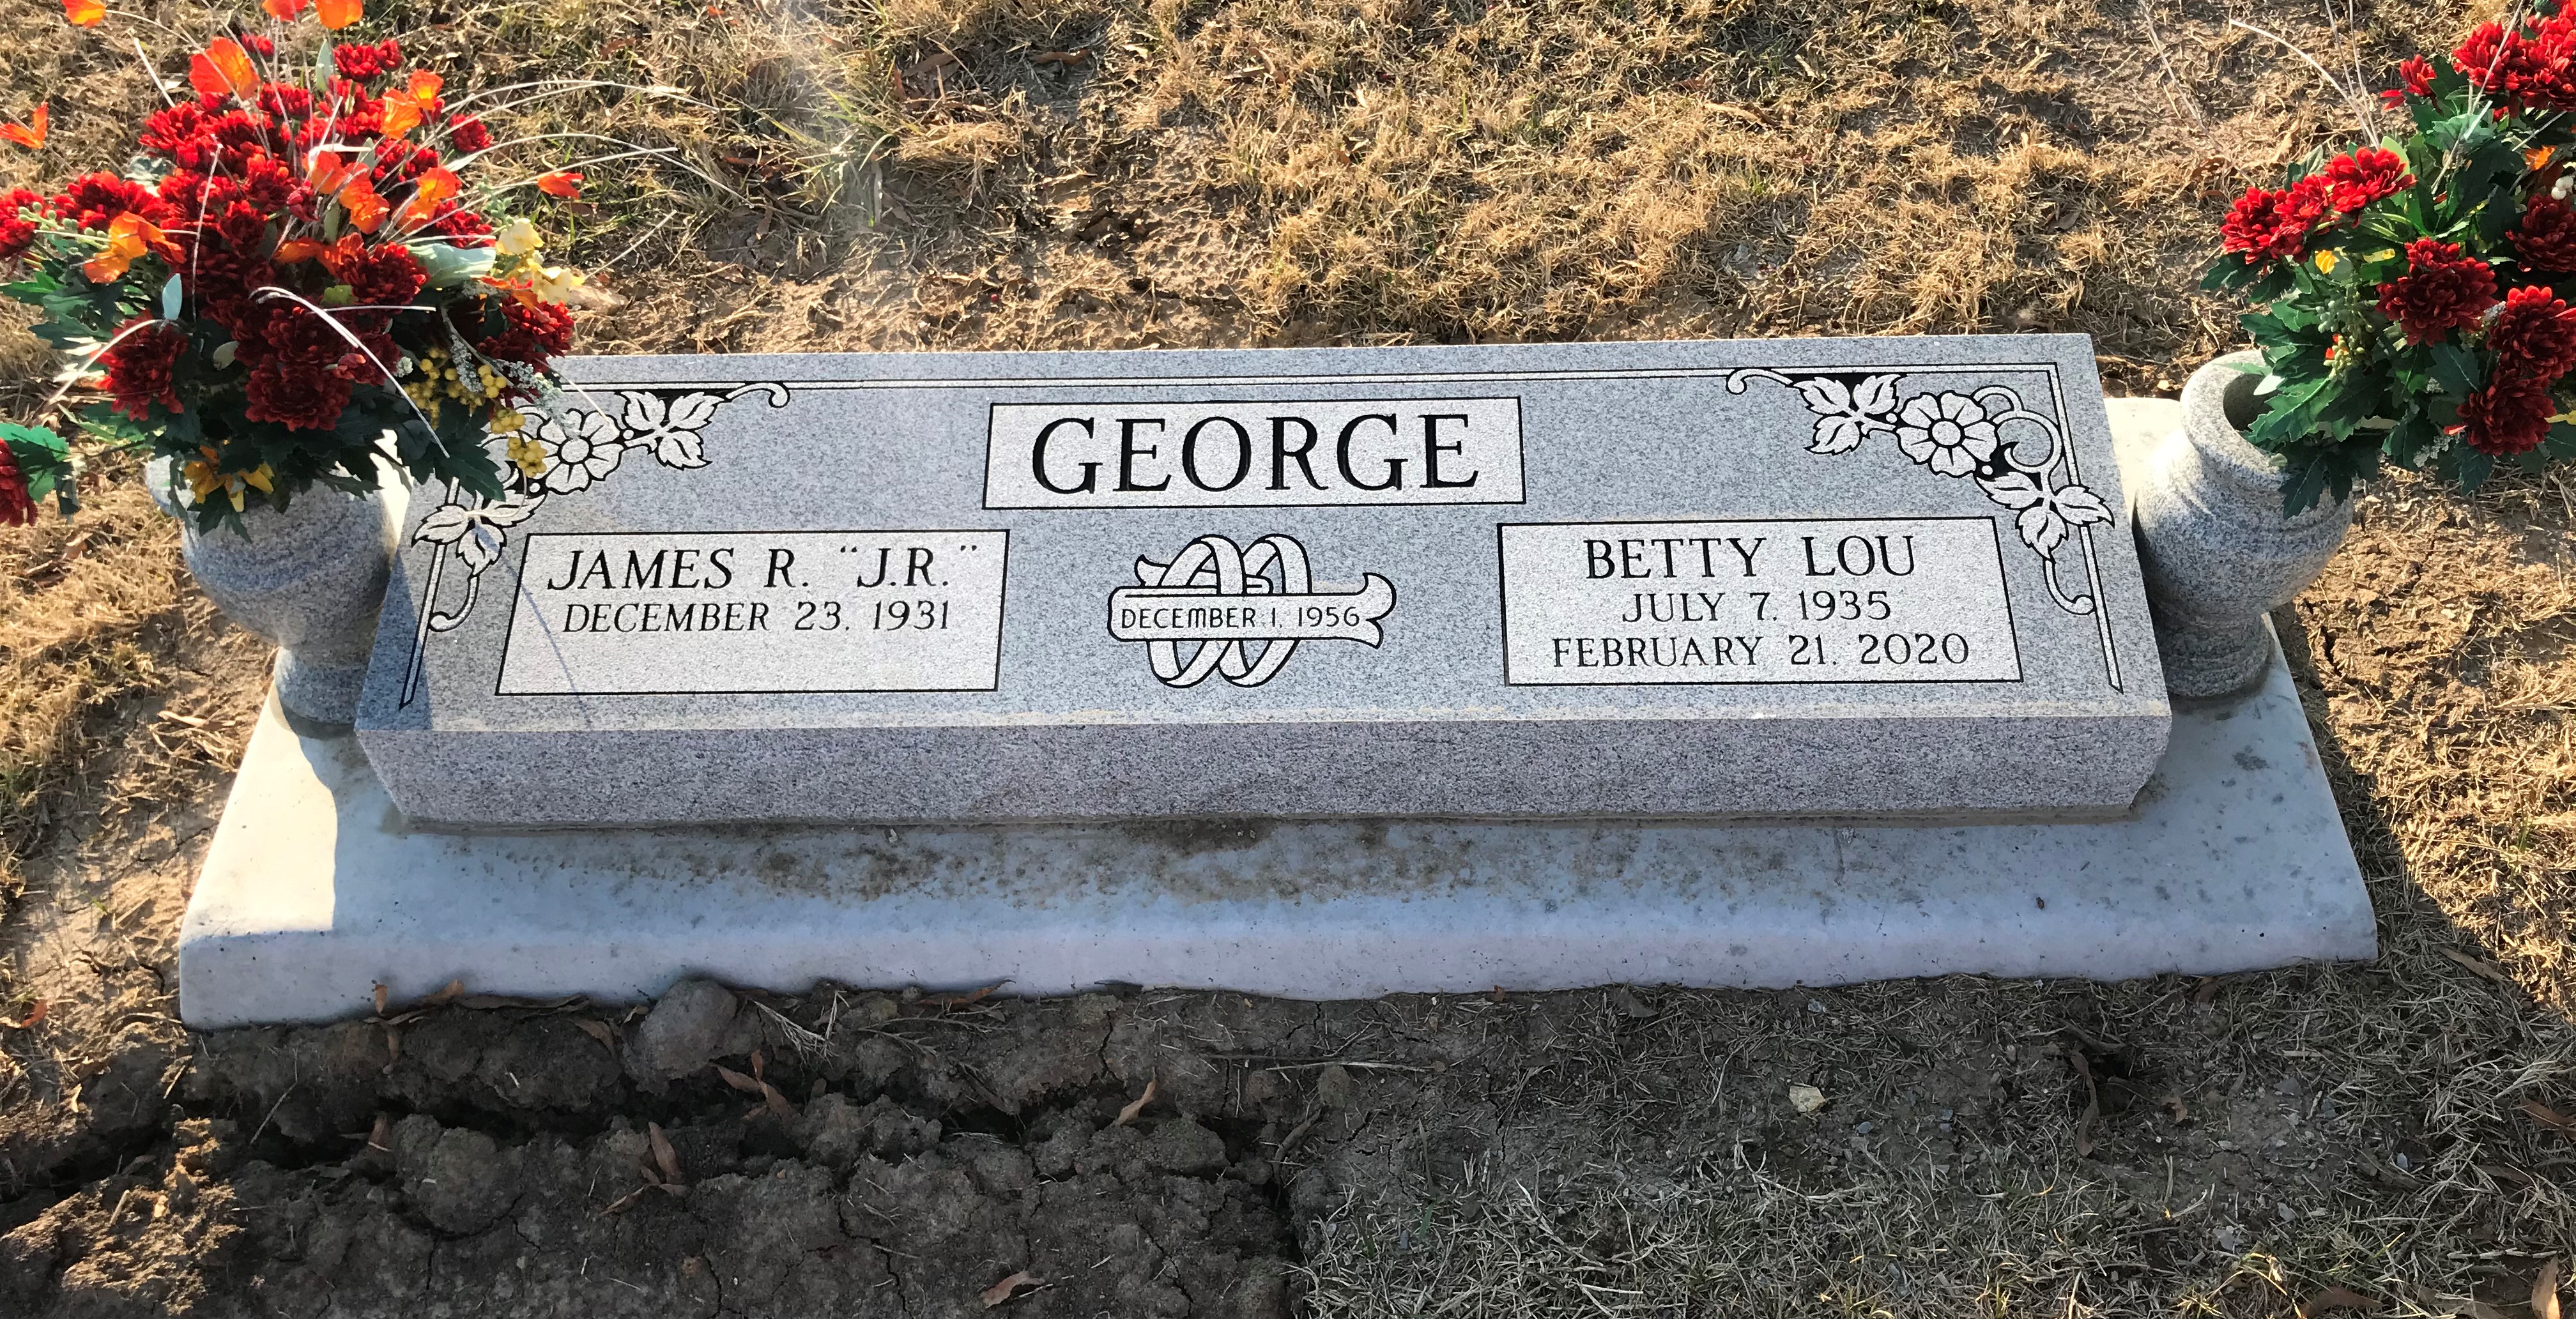 GEORGE
JAMES R. "J.R."
DECEMBER 23, 1931
DECEMBER 1, 1956
BETTY LOU
JULY 7, 1935
FEBRUARY 21, 2020